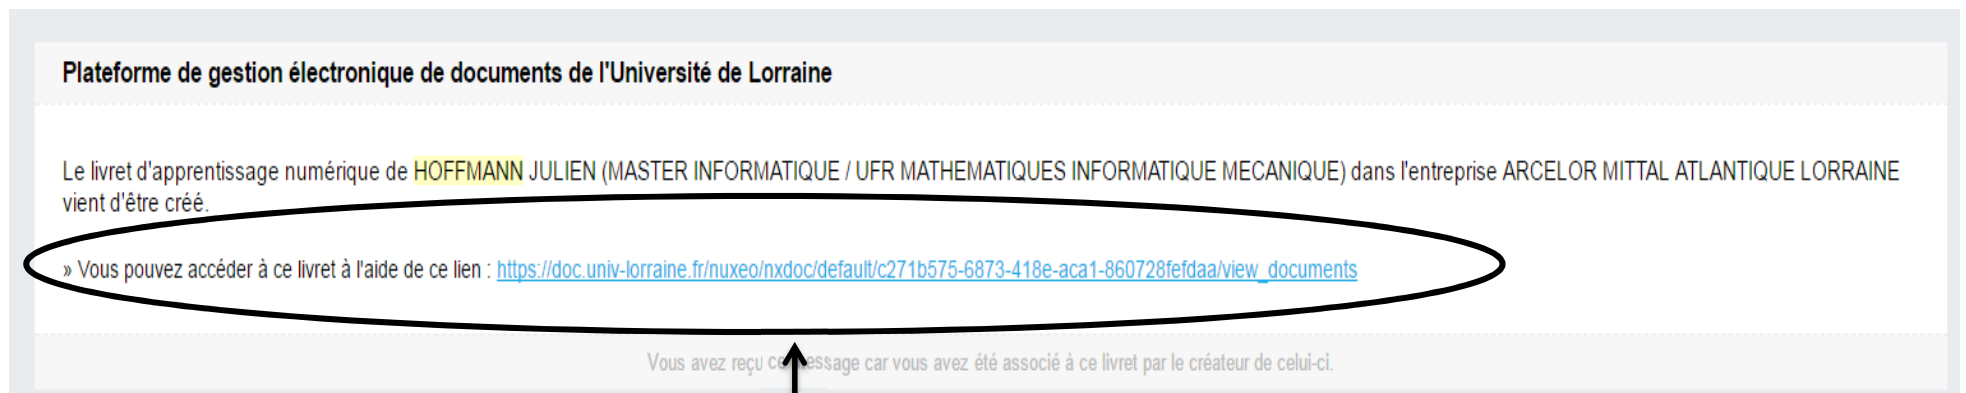 Plateforme de gestion électronique de documents de l'Université de Lorraine
Le livret d'apprentissage numérique de HOFFMANN JULIEN (MASTER INFORMATIQUE / UFR MATHEMATIQUES INFORMATIQUE MECANIQUE) dans l'entreprise ARCELOR MITTAL ATLANTIQUE LORRAINE
vient d'être créé.
» Vous pouvez accéder à ce livret à l'aide de ce lien : https://doc.univ-lorraine.fr/nuxeo/nxdoc/default/c271b575-6873-418e-aca1-860728fefdaa/view_documents
Vous avez reçu ce message car vous avez été associé à ce livret par le créateur de celui-ci.